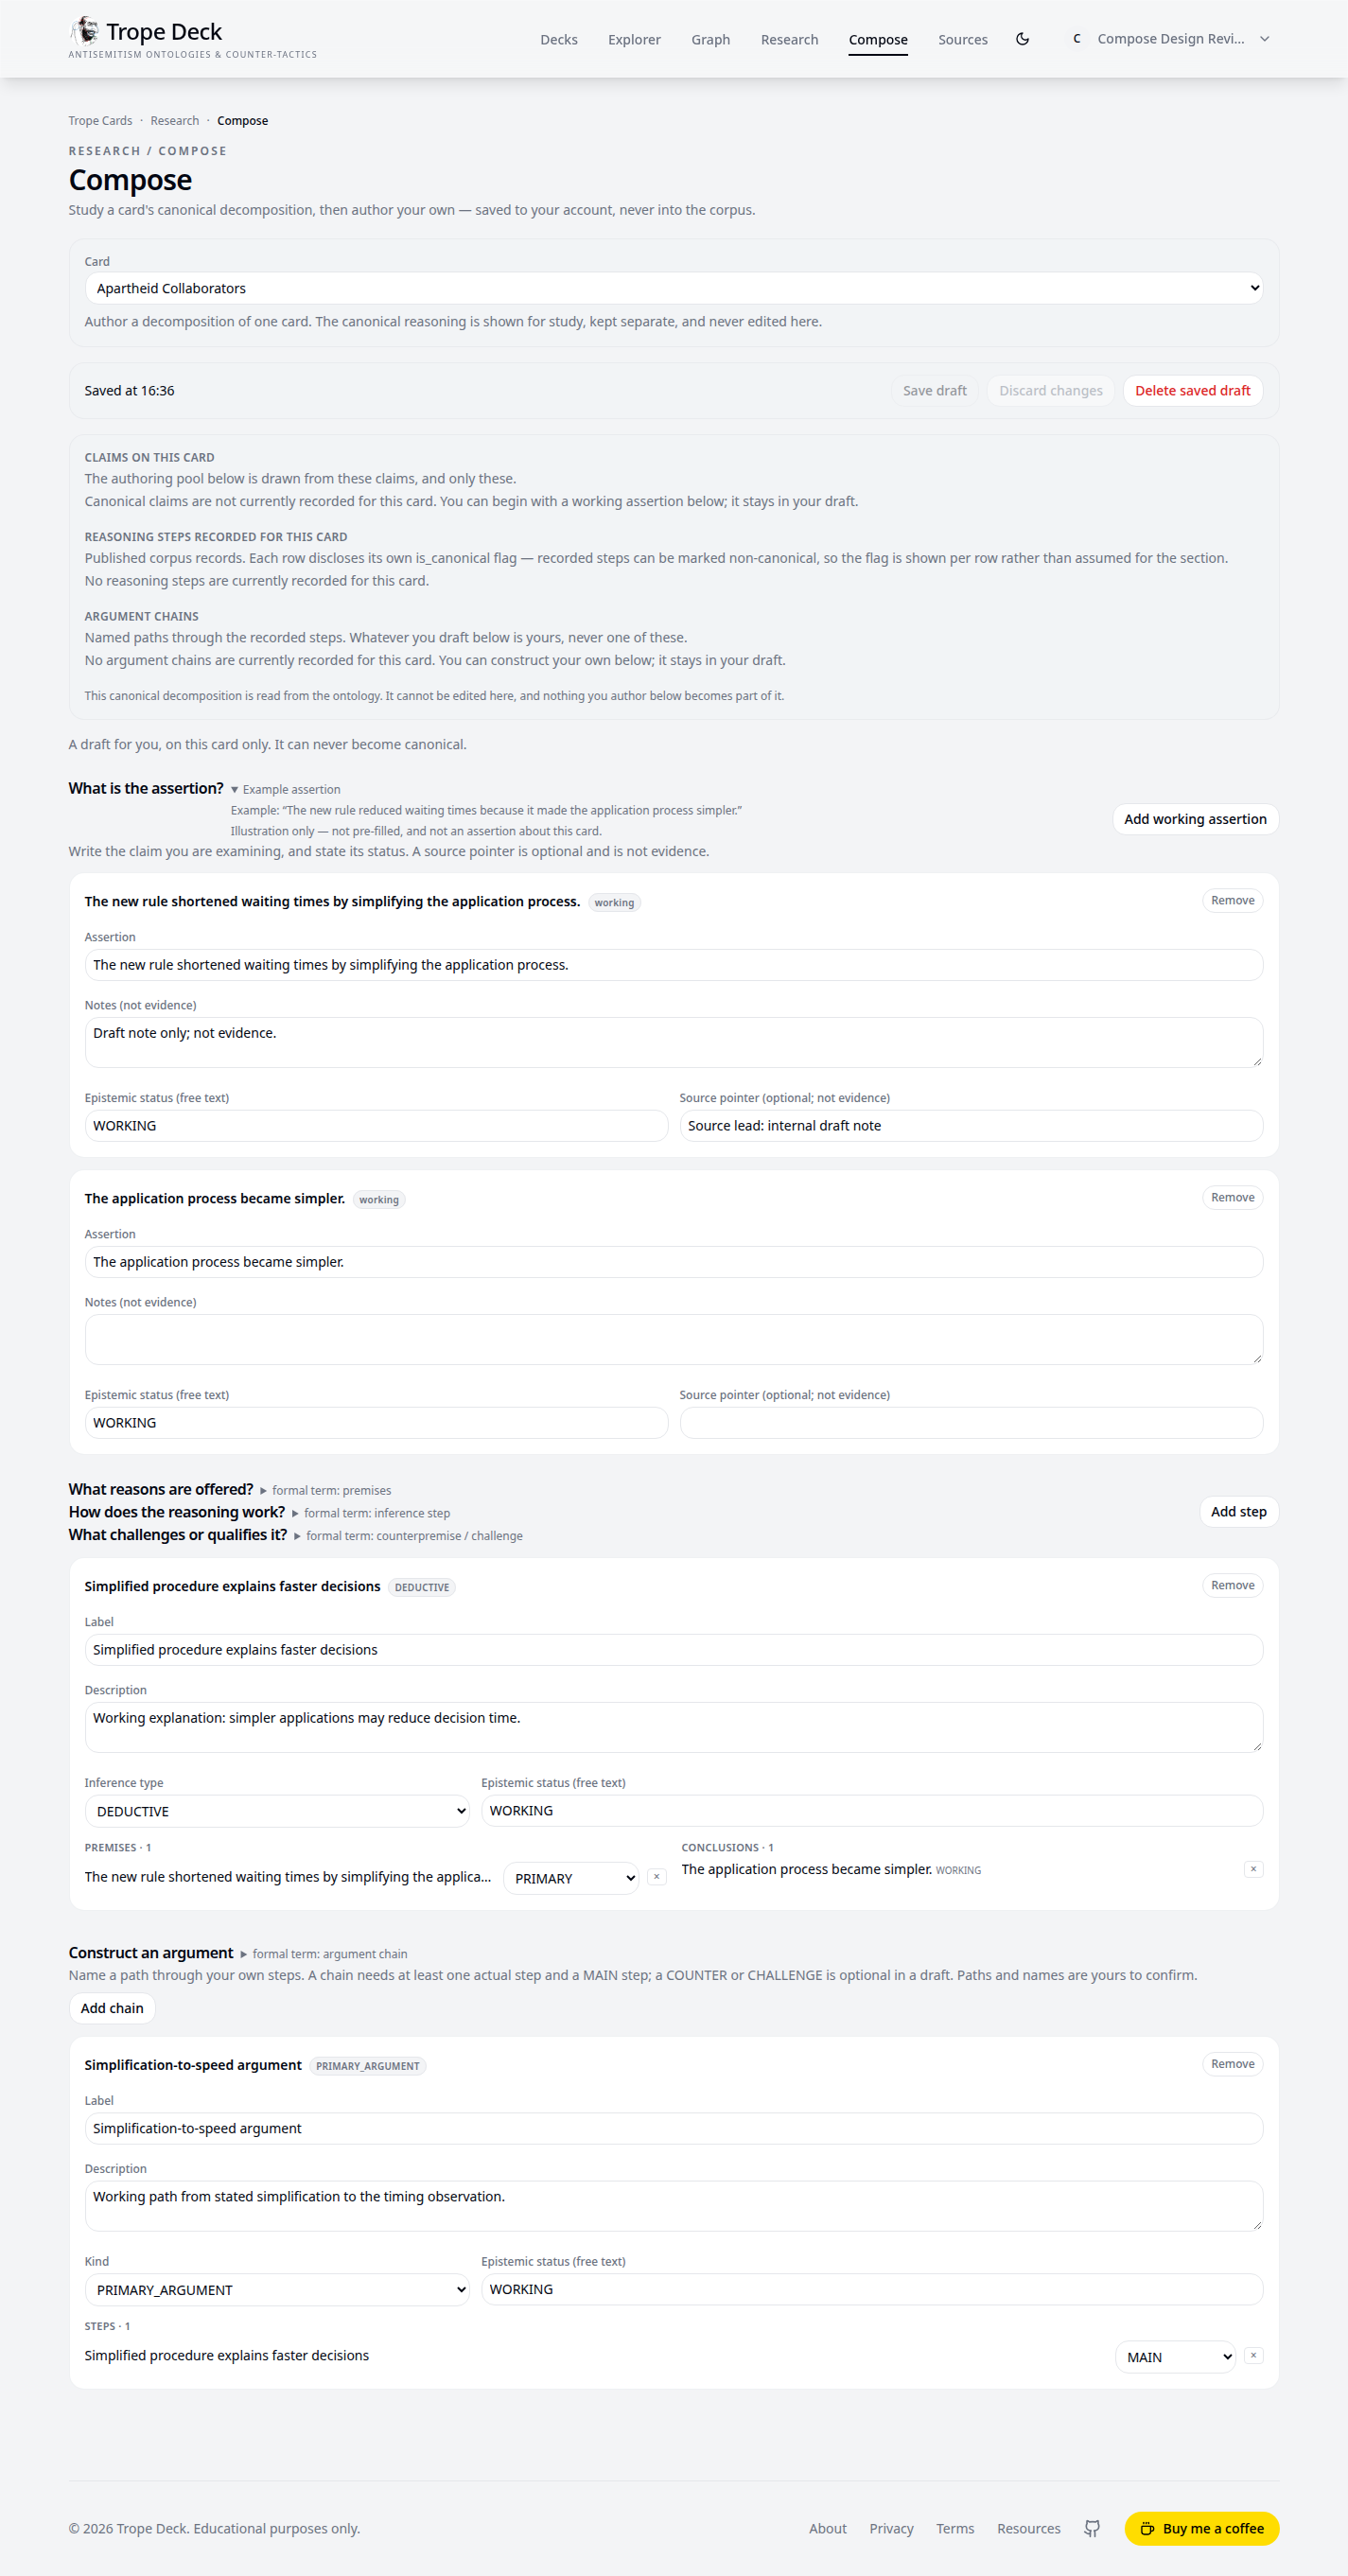 Trope Deck
ANTISEMITISM ONTOLOGIES & COUNTER-TACTICS
Decks
Explorer
Graph
Research
Compose
Sources
C
Compose Design Revi...
Trope Cards · Research · Compose
RESEARCH / COMPOSE
Compose
Study a card's canonical decomposition, then author your own — saved to your account, never into the corpus.
Card
Apartheid Collaborators
Author a decomposition of one card. The canonical reasoning is shown for study, kept separate, and never edited here.
Saved at 16:36
Save draft
Discard changes
Delete saved draft
CLAIMS ON THIS CARD
The authoring pool below is drawn from these claims, and only these.
Canonical claims are not currently recorded for this card. You can begin with a working assertion below; it stays in your draft.
REASONING STEPS RECORDED FOR THIS CARD
Published corpus records. Each row discloses its own is_canonical flag — recorded steps can be marked non-canonical, so the flag is shown per row rather than assumed for the section.
No reasoning steps are currently recorded for this card.
ARGUMENT CHAINS
Named paths through the recorded steps. Whatever you draft below is yours, never one of these.
No argument chains are currently recorded for this card. You can construct your own below; it stays in your draft.
This canonical decomposition is read from the ontology. It cannot be edited here, and nothing you author below becomes part of it.
A draft for you, on this card only. It can never become canonical.
What is the assertion? ▼ Example assertion
Example: “The new rule reduced waiting times because it made the application process simpler.”
Illustration only — not pre-filled, and not an assertion about this card.
Add working assertion
Write the claim you are examining, and state its status. A source pointer is optional and is not evidence.
The new rule shortened waiting times by simplifying the application process. working
Remove
Assertion
The new rule shortened waiting times by simplifying the application process.
Notes (not evidence)
Draft note only; not evidence.
Epistemic status (free text)
Source pointer (optional; not evidence)
WORKING
Source lead: internal draft note
The application process became simpler. working
Remove
Assertion
The application process became simpler.
Notes (not evidence)
Epistemic status (free text)
Source pointer (optional; not evidence)
WORKING
What reasons are offered? ▶ formal term: premises
How does the reasoning work? ▶ formal term: inference step
What challenges or qualifies it? ▶ formal term: counterpremise / challenge
Add step
Simplified procedure explains faster decisions DEDUCTIVE
Remove
Label
Simplified procedure explains faster decisions
Description
Working explanation: simpler applications may reduce decision time.
Inference type
Epistemic status (free text)
DEDUCTIVE
WORKING
PREMISES · 1
CONCLUSIONS · 1
The new rule shortened waiting times by simplifying the applica...
PRIMARY
×
The application process became simpler. WORKING
×
Construct an argument ▶ formal term: argument chain
Name a path through your own steps. A chain needs at least one actual step and a MAIN step; a COUNTER or CHALLENGE is optional in a draft. Paths and names are yours to confirm.
Add chain
Simplification-to-speed argument PRIMARY_ARGUMENT
Remove
Label
Simplification-to-speed argument
Description
Working path from stated simplification to the timing observation.
Kind
Epistemic status (free text)
PRIMARY_ARGUMENT
WORKING
STEPS · 1
Simplified procedure explains faster decisions
MAIN
×
© 2026 Trope Deck. Educational purposes only.
About
Privacy
Terms
Resources
Buy me a coffee